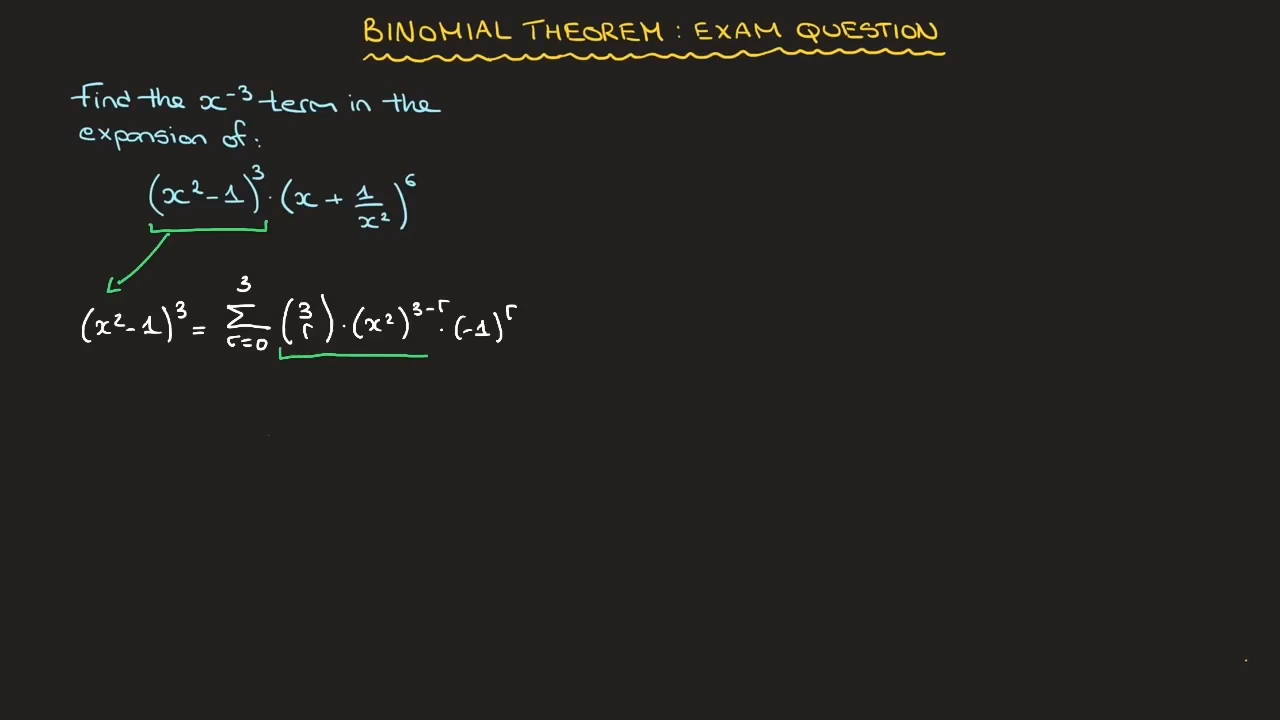 BINOMIAL THEOREM : EXAM QUESTION
Find the x⁻³ term in the
expansion of:
(x² - 1)³ · (x + 1/x²)⁶
(x² - 1)³ = ∑_{r=0}^{3} (3 r) · (x²)^{3-r} · (-1)^r